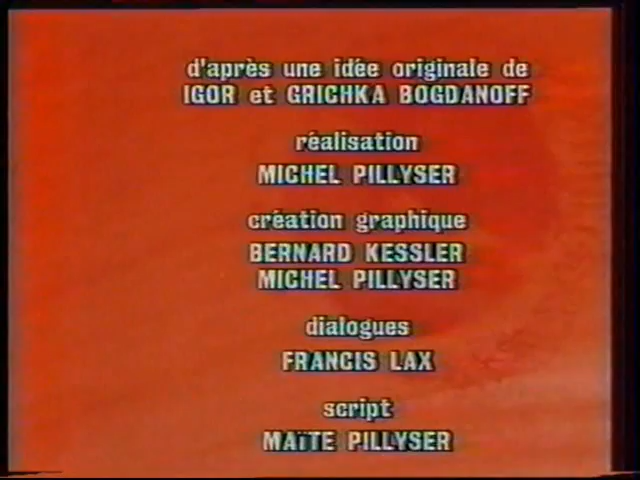 d'après une idée originale de
IGOR et GRICHKA BOGDANOFF
réalisation
MICHEL PILLYSER
création graphique
BERNARD KESSLER
MICHEL PILLYSER
dialogues
FRANCIS LAX
script
MAïTE PILLYSER